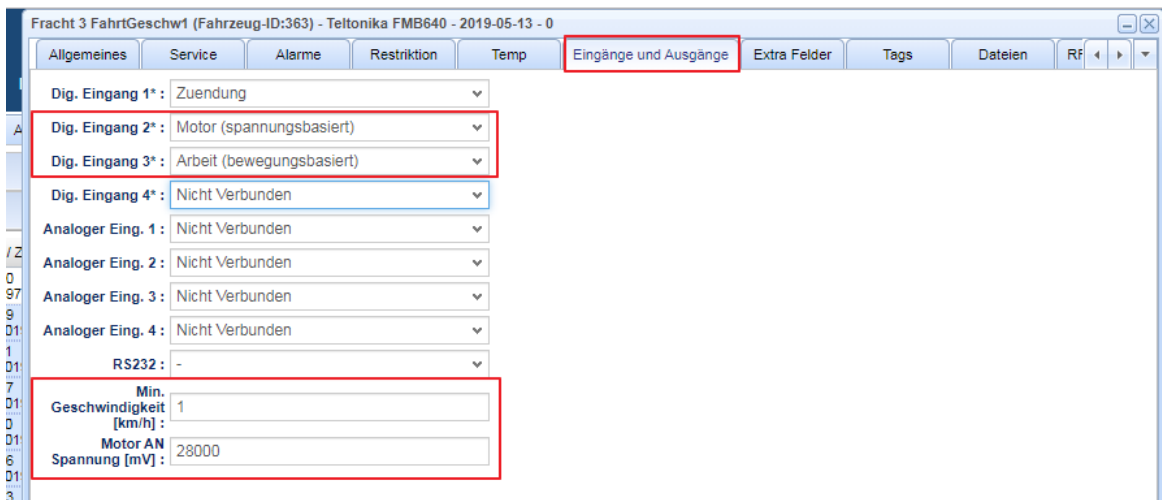 Fracht 3 FahrtGeschw1 (Fahrzeug-ID:363) - Teltonika FMB640 - 2019-05-13 - 0
Allgemeines Service Alarme Restriktion Temp Eingänge und Ausgänge Extra Felder Tags Dateien
Dig. Eingang 1* : Zuendung
Dig. Eingang 2* : Motor (spannungsbasiert)
Dig. Eingang 3* : Arbeit (bewegungsbasiert)
Dig. Eingang 4* : Nicht Verbunden
Analoger Eing. 1 : Nicht Verbunden
Analoger Eing. 2 : Nicht Verbunden
Analoger Eing. 3 : Nicht Verbunden
Analoger Eing. 4 : Nicht Verbunden
RS232 : -
Min.
Geschwindigkeit 1
[km/h] :
Motor AN
Spannung [mV] : 28000